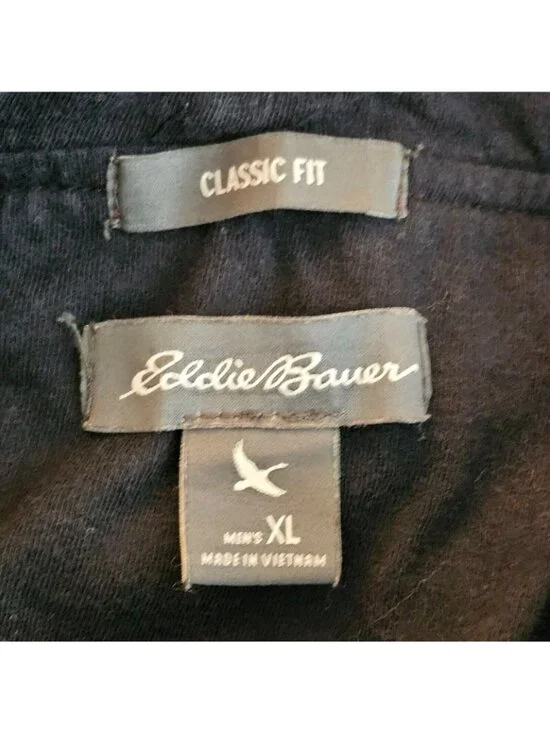 CLASSIC FIT
Eddie Bauer
MEN'S XL
MADE IN VIETNAM